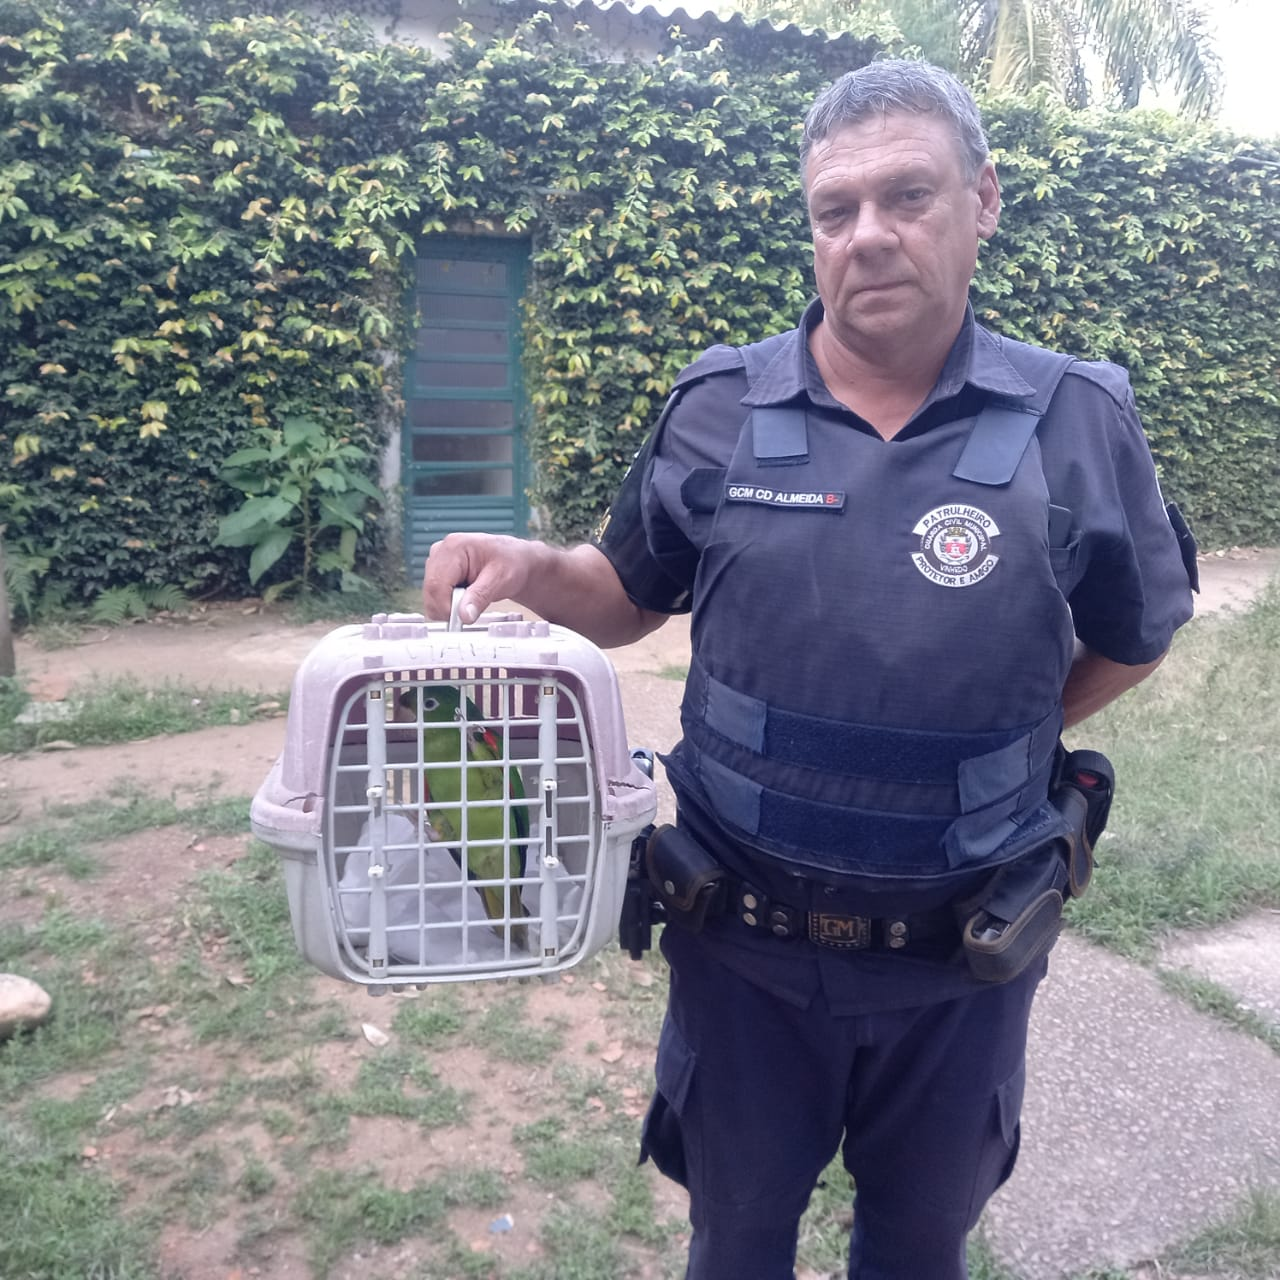 GCM CD ALMEIDA B-
PATRULHEIRO
GUARDA CIVIL MUNICIPAL
VINHEDO
PROTETOR E AMIGO
GM